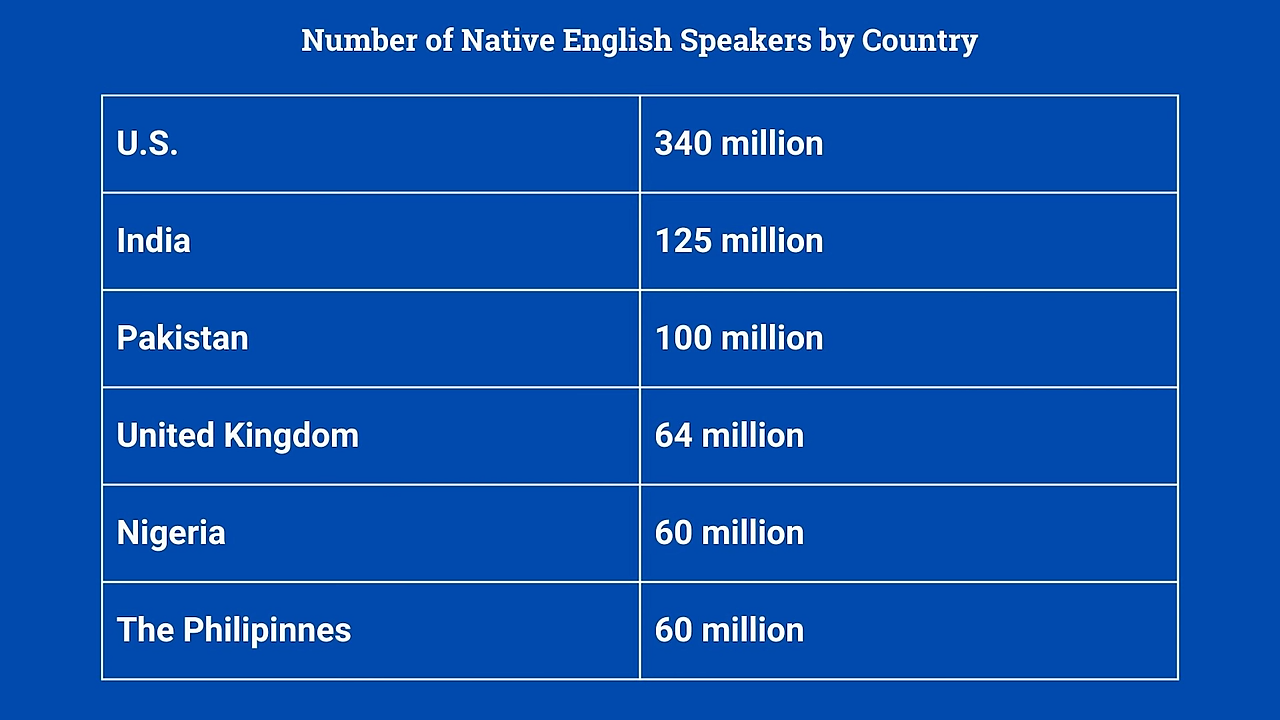 Number of Native English Speakers by Country
U.S. 340 million
India 125 million
Pakistan 100 million
United Kingdom 64 million
Nigeria 60 million
The Philipinnes 60 million